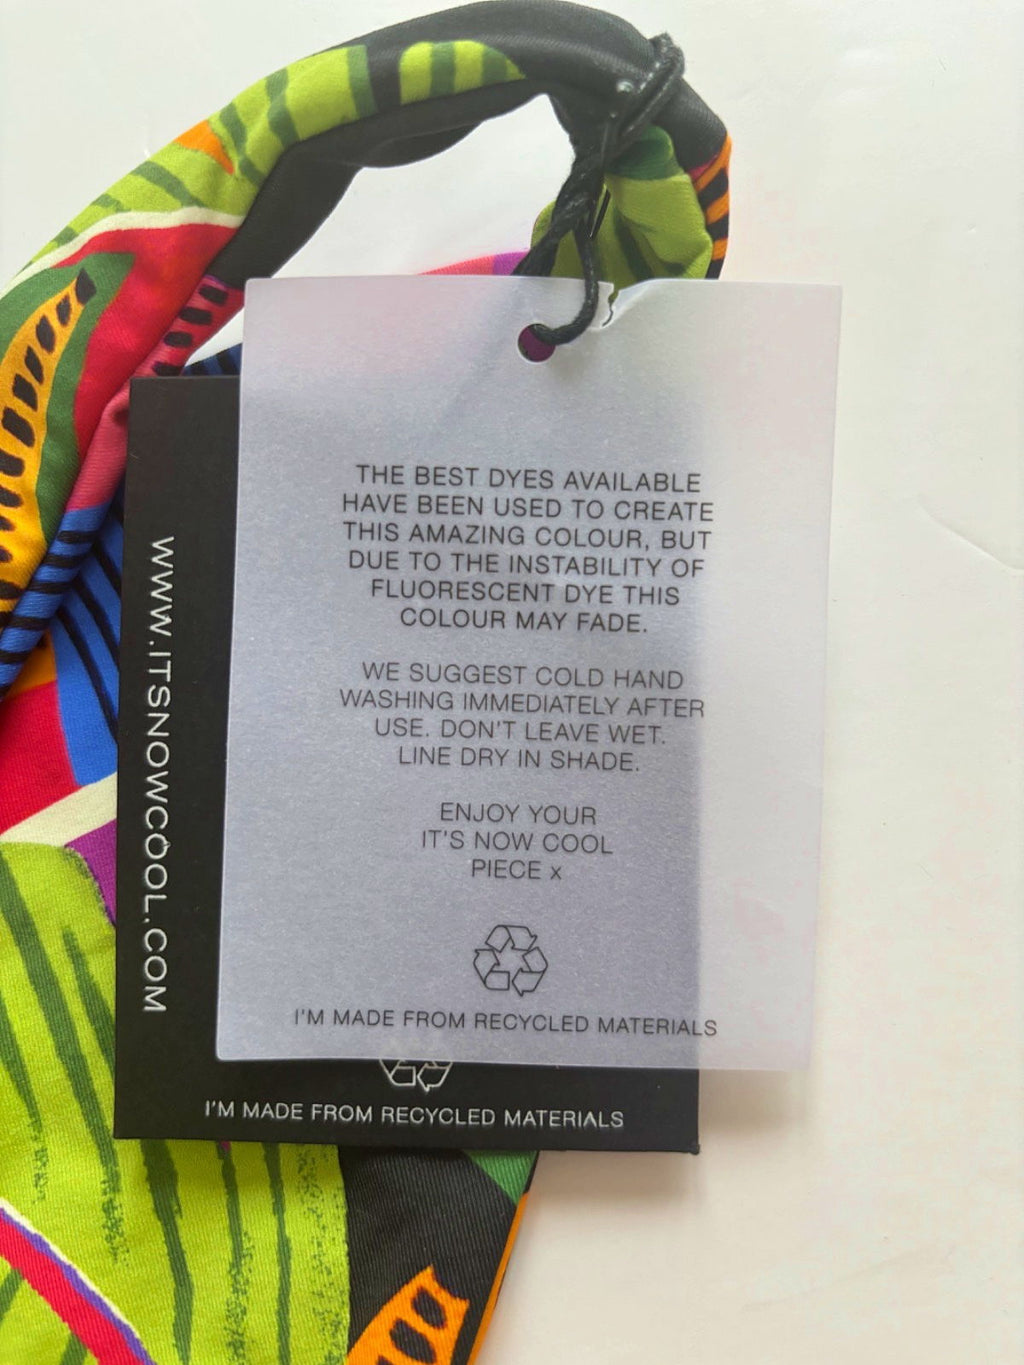 THE BEST DYES AVAILABLE
HAVE BEEN USED TO CREATE
THIS AMAZING COLOUR, BUT
DUE TO THE INSTABILITY OF
FLUORESCENT DYE THIS
COLOUR MAY FADE.
WE SUGGEST COLD HAND
WASHING IMMEDIATELY AFTER
USE. DON'T LEAVE WET.
LINE DRY IN SHADE.
ENJOY YOUR
IT'S NOW COOL
PIECE x
I'M MADE FROM RECYCLED MATERIALS
WWW.ITSNOWCOOL.COM
I'M MADE FROM RECYCLED MATERIALS